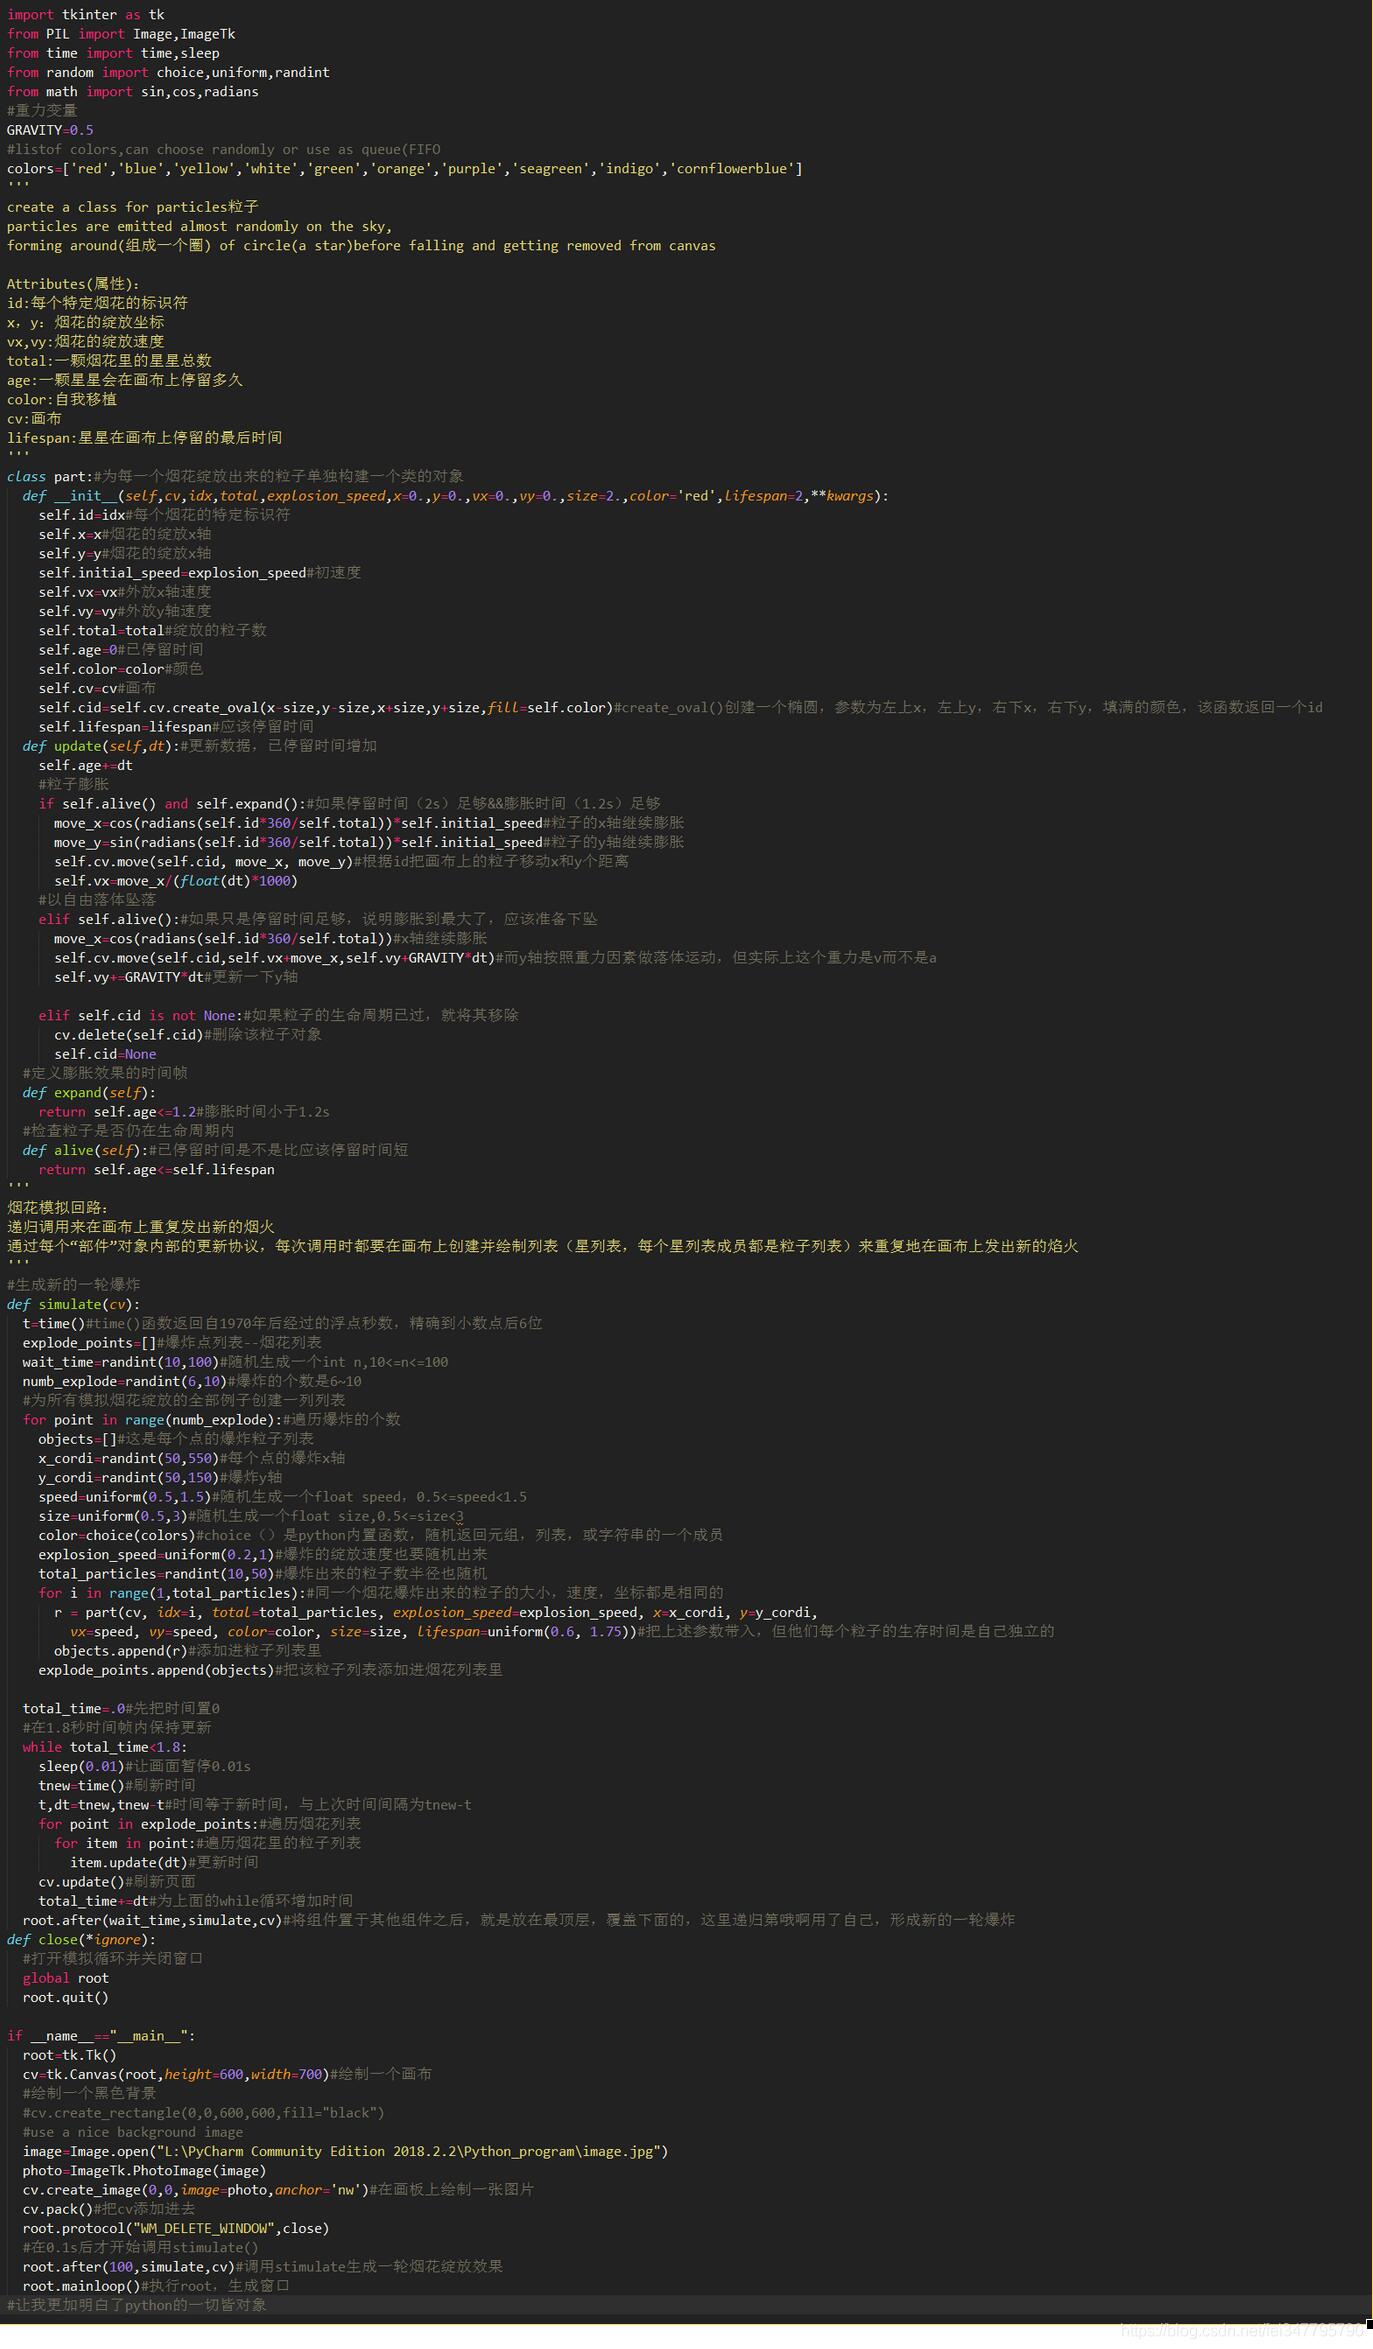 import tkinter as tk
from PIL import Image,ImageTk
from time import time,sleep
from random import choice,uniform,randint
from math import sin,cos,radians
#重力变量
GRAVITY=0.5
#listof colors,can choose randomly or use as queue(FIFO
colors=['red','blue','yellow','white','green','orange','purple','seagreen','indigo','cornflowerblue']
'''
create a class for particles粒子
particles are emitted almost randomly on the sky,
forming around(组成一个圈) of circle(a star)before falling and getting removed from canvas
Attributes(属性):
id:每个特定烟花的标识符
x，y：烟花的绽放坐标
vx,vy:烟花的绽放速度
total:一颗烟花里的星星总数
age:一颗星星会在画布上停留多久
color:自我移植
cv:画布
lifespan:星星在画布上停留的最后时间
'''
class part:#为每一个烟花绽放出来的粒子单独构建一个类的对象
  def __init__(self,cv,idx,total,explosion_speed,x=0.,y=0.,vx=0.,vy=0.,size=2.,color='red',lifespan=2,**kwargs):
    self.id=idx#每个烟花的特定标识符
    self.x=x#烟花的绽放x轴
    self.y=y#烟花的绽放x轴
    self.initial_speed=explosion_speed#初速度
    self.vx=vx#外放x轴速度
    self.vy=vy#外放y轴速度
    self.total=total#绽放的粒子数
    self.age=0#已停留时间
    self.color=color#颜色
    self.cv=cv#画布
    self.cid=self.cv.create_oval(x-size,y-size,x+size,y+size,fill=self.color)#create_oval()创建一个椭圆，参数为左上x，左上y，右下x，右下y，填满的颜色，该函数返回一个id
    self.lifespan=lifespan#应该停留时间
  def update(self,dt):#更新数据，已停留时间增加
    self.age+=dt
    #粒子膨胀
    if self.alive() and self.expand():#如果停留时间（2s）足够&&膨胀时间（1.2s）足够
      move_x=cos(radians(self.id*360/self.total))*self.initial_speed#粒子的x轴继续膨胀
      move_y=sin(radians(self.id*360/self.total))*self.initial_speed#粒子的y轴继续膨胀
      self.cv.move(self.cid, move_x, move_y)#根据id把画布上的粒子移动x和y个距离
      self.vx=move_x/(float(dt)*1000)
    #以自由落体坠落
    elif self.alive():#如果只是停留时间足够，说明膨胀到最大了，应该准备下坠
      move_x=cos(radians(self.id*360/self.total))#x轴继续膨胀
      self.cv.move(self.cid,self.vx+move_x,self.vy+GRAVITY*dt)#而y轴按照重力因素做落体运动，但实际上这个重力是v而不是a
      self.vy+=GRAVITY*dt#更新一下y轴
    elif self.cid is not None:#如果粒子的生命周期已过，就将其移除
      cv.delete(self.cid)#删除该粒子对象
      self.cid=None
  #定义膨胀效果的时间帧
  def expand(self):
    return self.age<=1.2#膨胀时间小于1.2s
  #检查粒子是否仍在生命周期内
  def alive(self):#已停留时间是不是比应该停留时间短
    return self.age<=self.lifespan
'''
烟花模拟回路：
递归调用来在画布上重复发出新的烟火
通过每个“部件”对象内部的更新协议，每次调用时都要在画布上创建并绘制列表（星列表，每个星列表成员都是粒子列表）来重复地在画布上发出新的焰火
'''
#生成新的一轮爆炸
def simulate(cv):
  t=time()#time()函数返回自1970年后经过的浮点秒数，精确到小数点后6位
  explode_points=[]#爆炸点列表--烟花列表
  wait_time=randint(10,100)#随机生成一个int n,10<=n<=100
  numb_explode=randint(6,10)#爆炸的个数是6~10
  #为所有模拟烟花绽放的全部例子创建一列列表
  for point in range(numb_explode):#遍历爆炸的个数
    objects=[]#这是每个点的爆炸粒子列表
    x_cordi=randint(50,550)#每个点的爆炸x轴
    y_cordi=randint(50,150)#爆炸y轴
    speed=uniform(0.5,1.5)#随机生成一个float speed，0.5<=speed<1.5
    size=uniform(0.5,3)#随机生成一个float size,0.5<=size<3
    color=choice(colors)#choice（）是python内置函数，随机返回元组，列表，或字符串的一个成员
    explosion_speed=uniform(0.2,1)#爆炸的绽放速度也要随机出来
    total_particles=randint(10,50)#爆炸出来的粒子数半径也随机
    for i in range(1,total_particles):#同一个烟花爆炸出来的粒子的大小，速度，坐标都是相同的
      r = part(cv, idx=i, total=total_particles, explosion_speed=explosion_speed, x=x_cordi, y=y_cordi,
        vx=speed, vy=speed, color=color, size=size, lifespan=uniform(0.6, 1.75))#把上述参数带入，但他们每个粒子的生存时间是自己独立的
      objects.append(r)#添加进粒子列表里
    explode_points.append(objects)#把该粒子列表添加进烟花列表里
  total_time=.0#先把时间置0
  #在1.8秒时间帧内保持更新
  while total_time<1.8:
    sleep(0.01)#让画面暂停0.01s
    tnew=time()#刷新时间
    t,dt=tnew,tnew-t#时间等于新时间，与上次时间间隔为tnew-t
    for point in explode_points:#遍历烟花列表
      for item in point:#遍历烟花里的粒子列表
        item.update(dt)#更新时间
    cv.update()#刷新页面
    total_time+=dt#为上面的while循环增加时间
  root.after(wait_time,simulate,cv)#将组件置于其他组件之后，就是放在最顶层，覆盖下面的，这里递归第哦啊用了自己，形成新的一轮爆炸
def close(*ignore):
  #打开模拟循环并关闭窗口
  global root
  root.quit()
if __name__=="__main__":
  root=tk.Tk()
  cv=tk.Canvas(root,height=600,width=700)#绘制一个画布
  #绘制一个黑色背景
  #cv.create_rectangle(0,0,600,600,fill="black")
  #use a nice background image
  image=Image.open("L:\PyCharm Community Edition 2018.2.2\Python_program\image.jpg")
  photo=ImageTk.PhotoImage(image)
  cv.create_image(0,0,image=photo,anchor='nw')#在画板上绘制一张图片
  cv.pack()#把cv添加进去
  root.protocol("WM_DELETE_WINDOW",close)
  #在0.1s后才开始调用stimulate()
  root.after(100,simulate,cv)#调用stimulate生成一轮烟花绽放效果
  root.mainloop()#执行root，生成窗口
#让我更加明白了python的一切皆对象